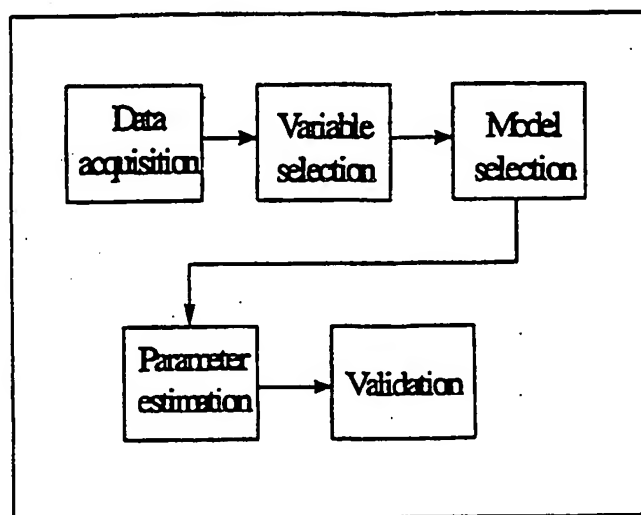 Data
acquisition
Variable
selection
Model
selection
Parameter
estimation
Validation